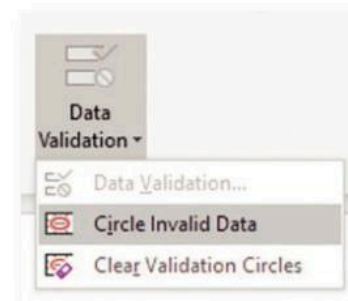 Data
Validation
Data Validation...
Circle Invalid Data
Clear Validation Circles